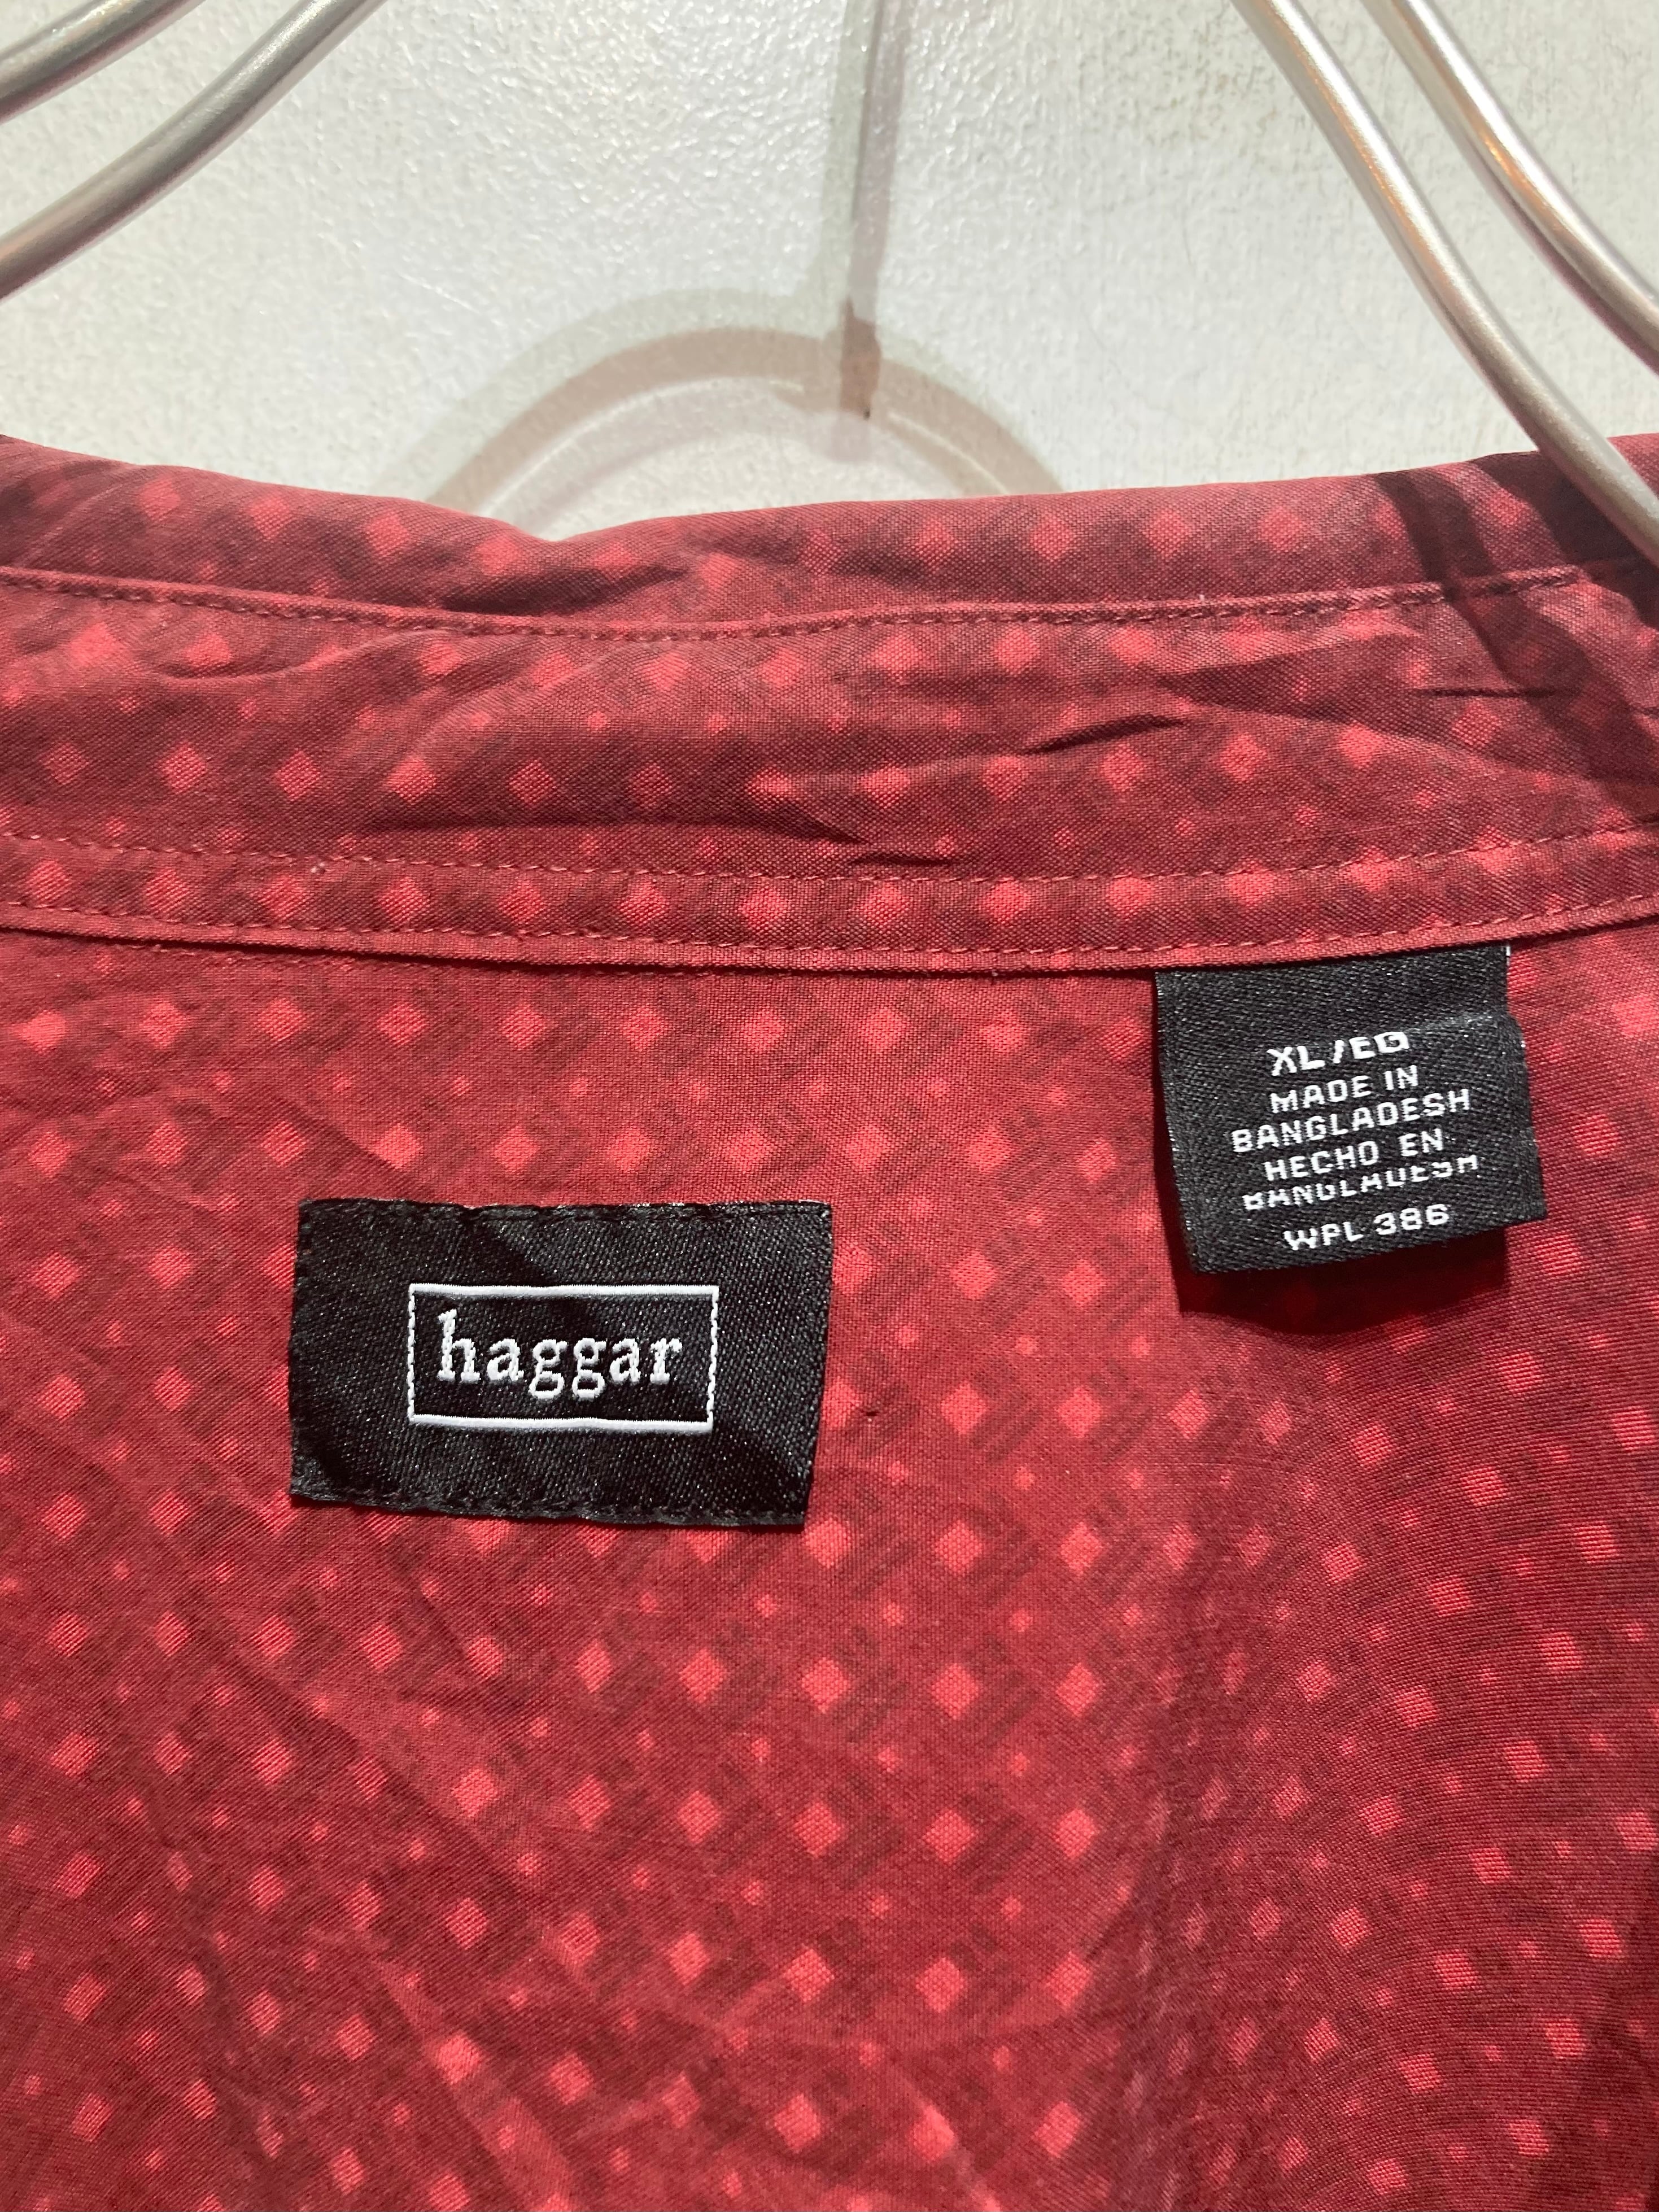 haggar
XL/EG
MADE IN
BANGLADESH
HECHO EN
BANGLADESH
WPL 386